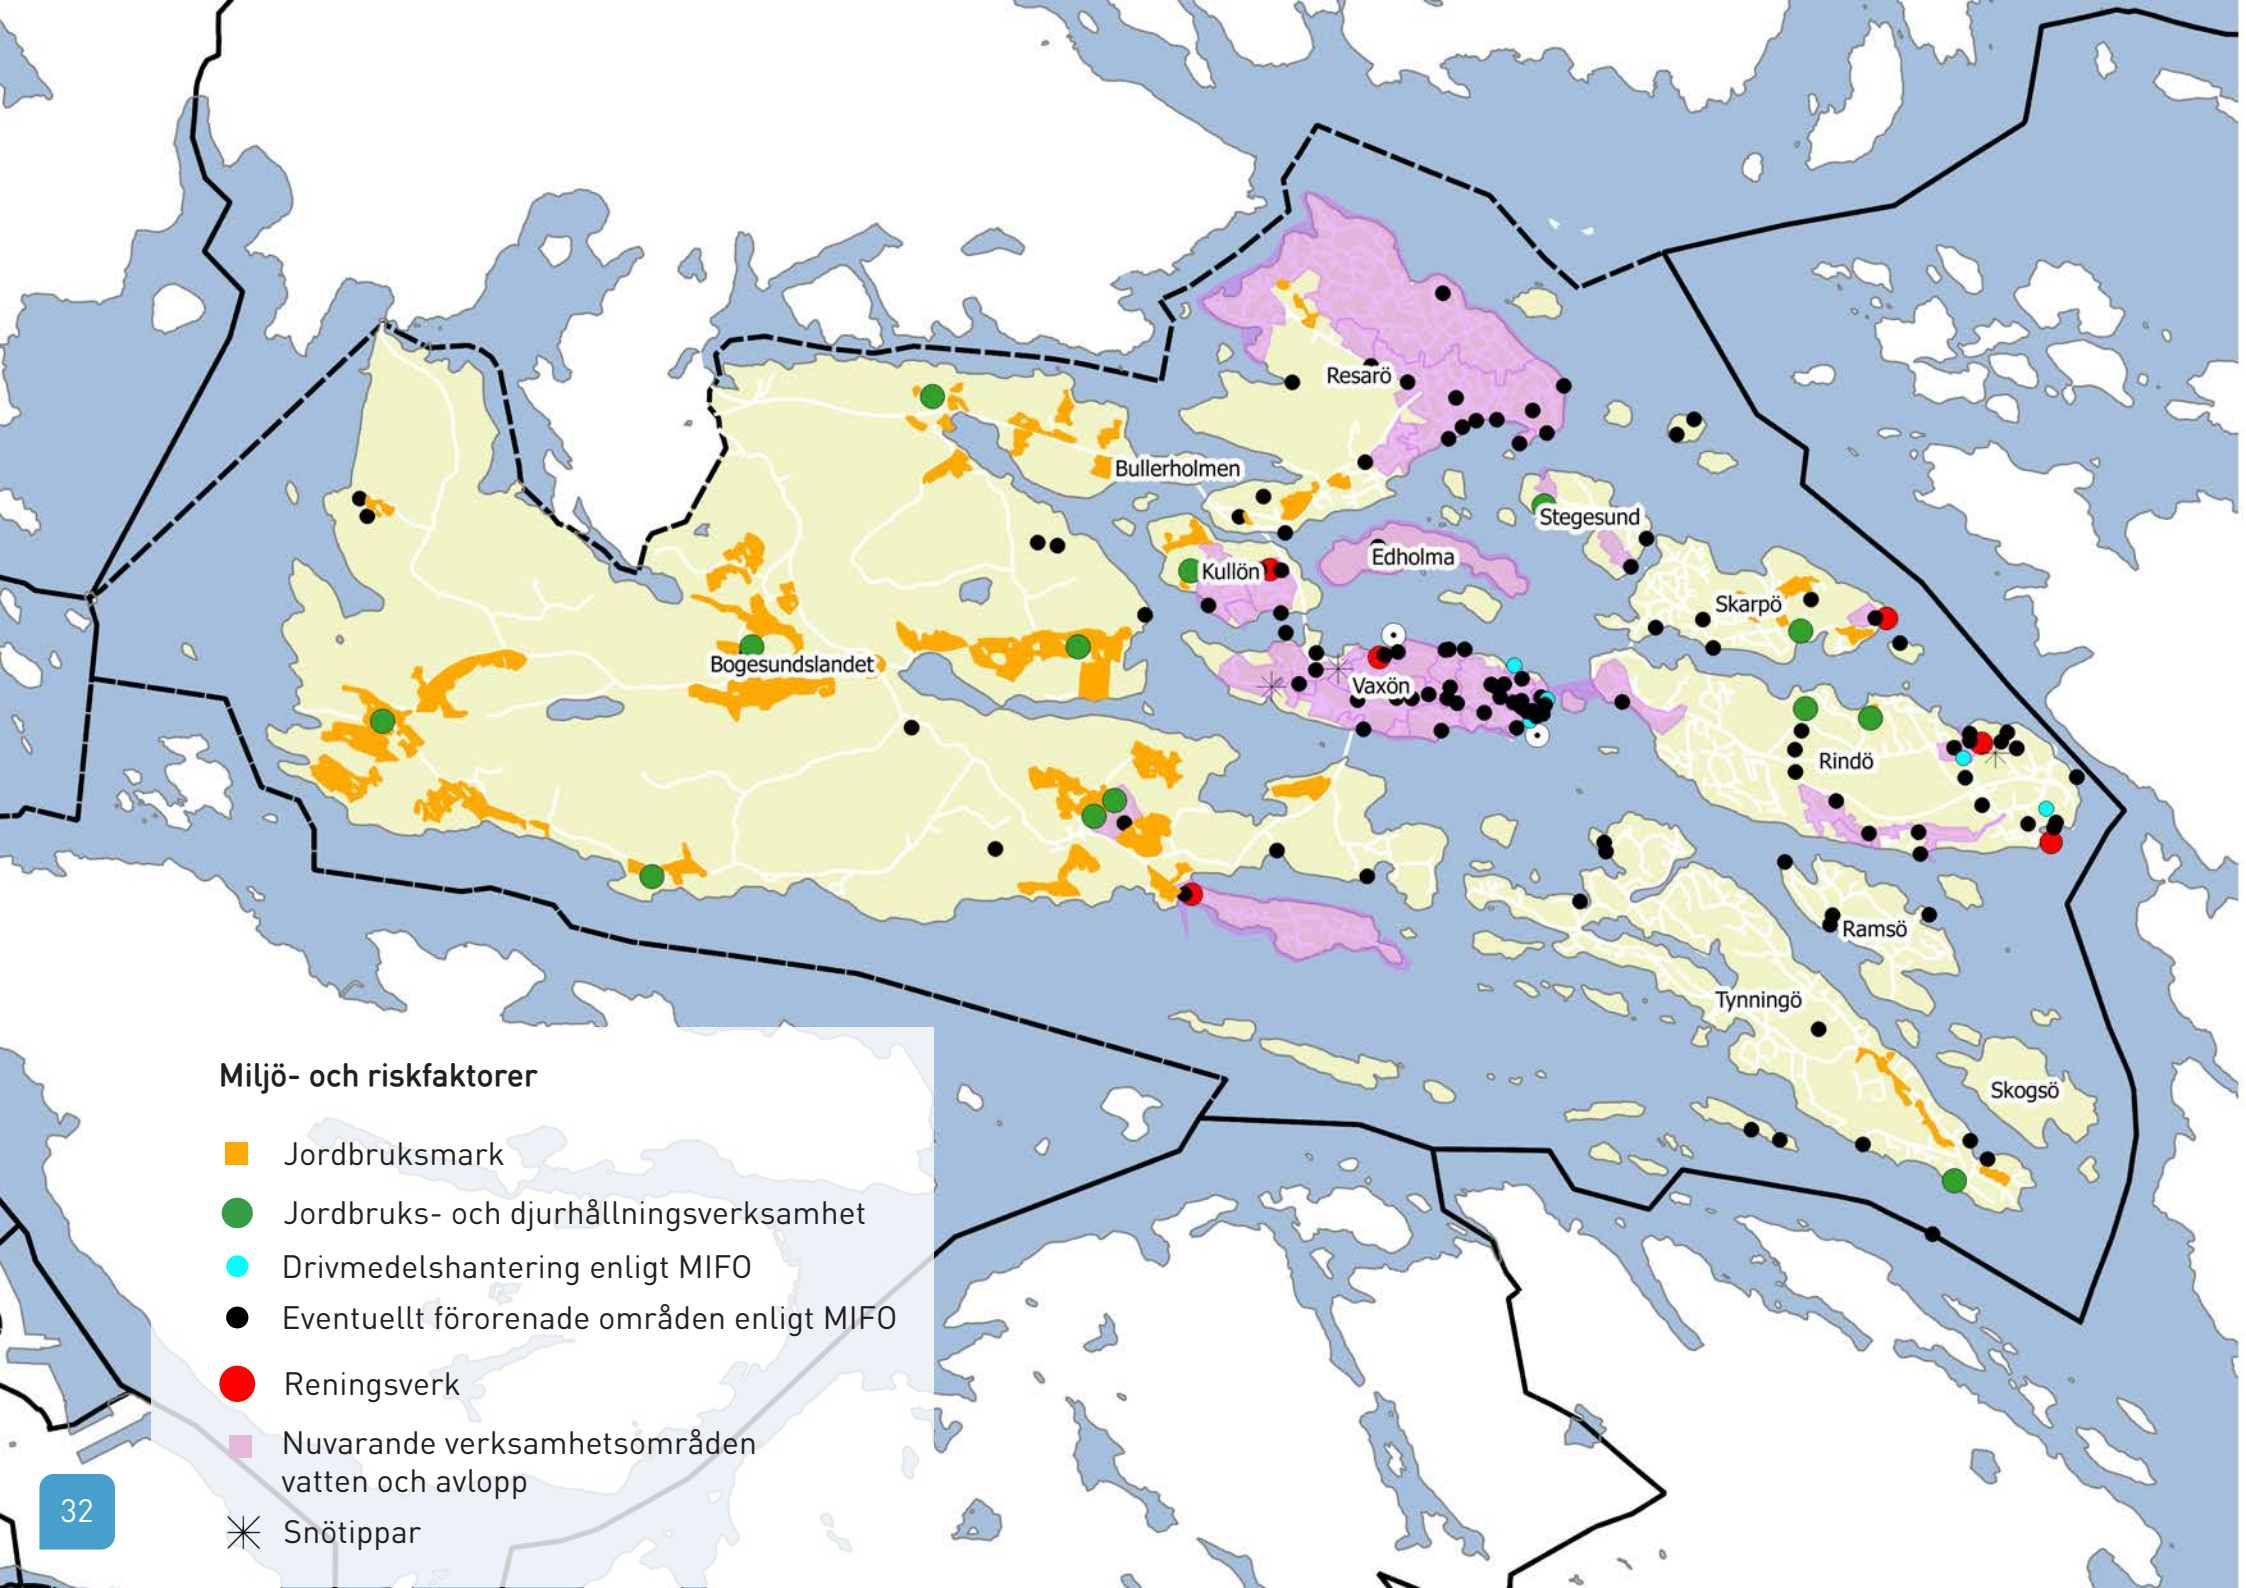 Resarö
Bullerholmen
Stegesund
Edholma
Kullön
Skarpö
Bogesundslandet
Vaxön
Rindö
Ramsö
Tynningö
Skogsö
Miljö- och riskfaktorer
Jordbruksmark
Jordbruks- och djurhållningsverksamhet
Drivmedelshantering enligt MIFO
Eventuellt förorenade områden enligt MIFO
Reningsverk
Nuvarande verksamhetsområden
vatten och avlopp
Snötippar
32